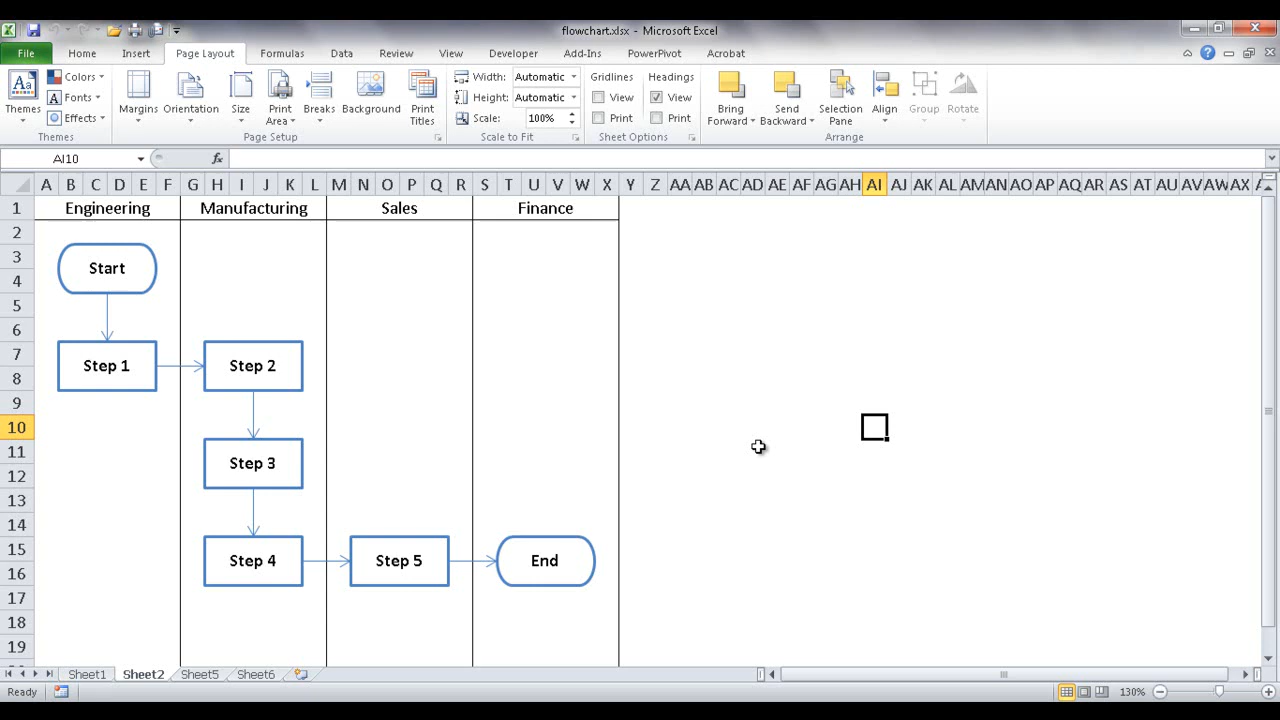 flowchart.xlsx - Microsoft Excel
File Home Insert Page Layout Formulas Data Review View Developer Add-Ins PowerPivot Acrobat
Themes
Colors
Fonts
Effects
Themes
Margins Orientation Size Print Area Breaks Background Print Titles
Page Setup
Width: Automatic
Height: Automatic
Scale: 100%
Scale to Fit
Gridlines Headings
View View
Print Print
Sheet Options
Bring Forward Send Backward Selection Pane Align Group Rotate
Arrange
AI10 fx
A B C D E F G H I J K L M N O P Q R S T U V W X Y Z AA AB AC AD AE AF AG AH AI AJ AK AL AM AN AO AP AQ AR AS AT AU AV AW AX
1 Engineering Manufacturing Sales Finance
2
3
Start
4
5
6
7
Step 1 Step 2
8
9
10
11
Step 3
12
13
14
15
Step 4 Step 5 End
16
17
18
19
Sheet1 Sheet2 Sheet5 Sheet6
Ready 130%